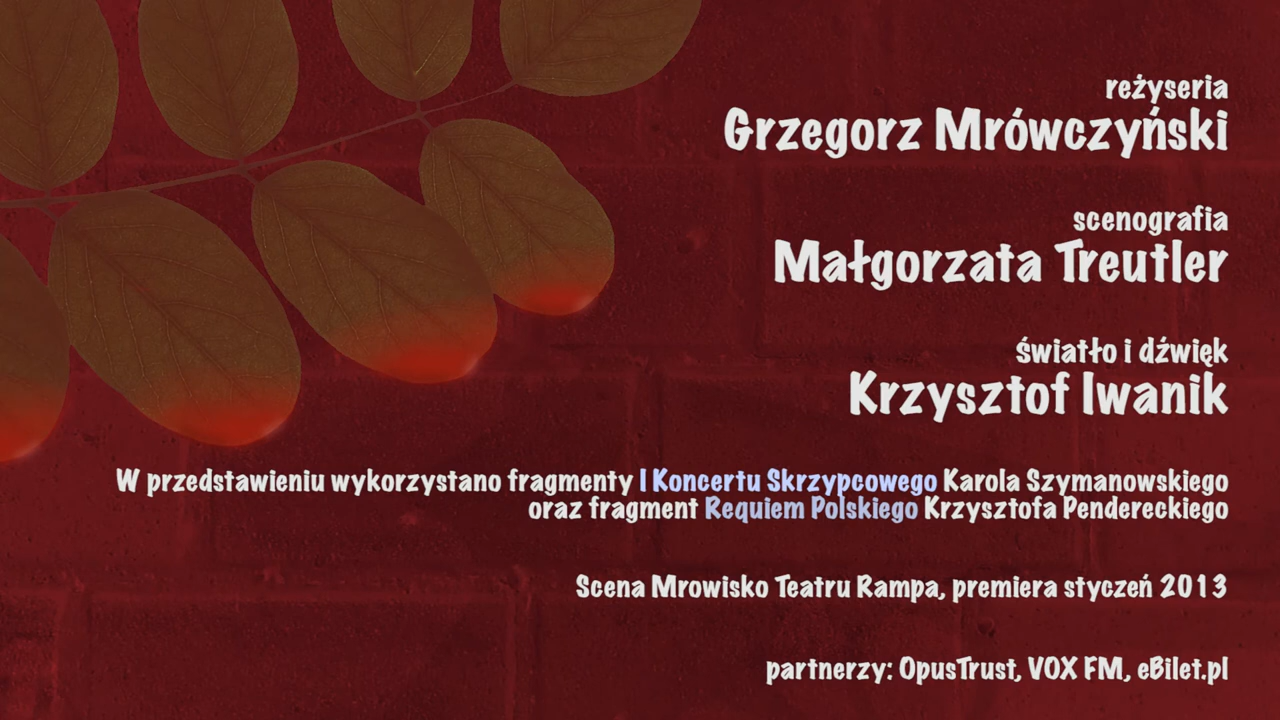 reżyseria
Grzegorz Mrówczyński
scenografia
Małgorzata Treutler
światło i dźwięk
Krzysztof Iwanik
W przedstawieniu wykorzystano fragmenty I Koncertu Skrzypcowego Karola Szymanowskiego
oraz fragment Requiem Polskiego Krzysztofa Pendereckiego
Scena Mrowisko Teatru Rampa, premiera styczeń 2013
partnerzy: OpusTrust, VOX FM, eBilet.pl